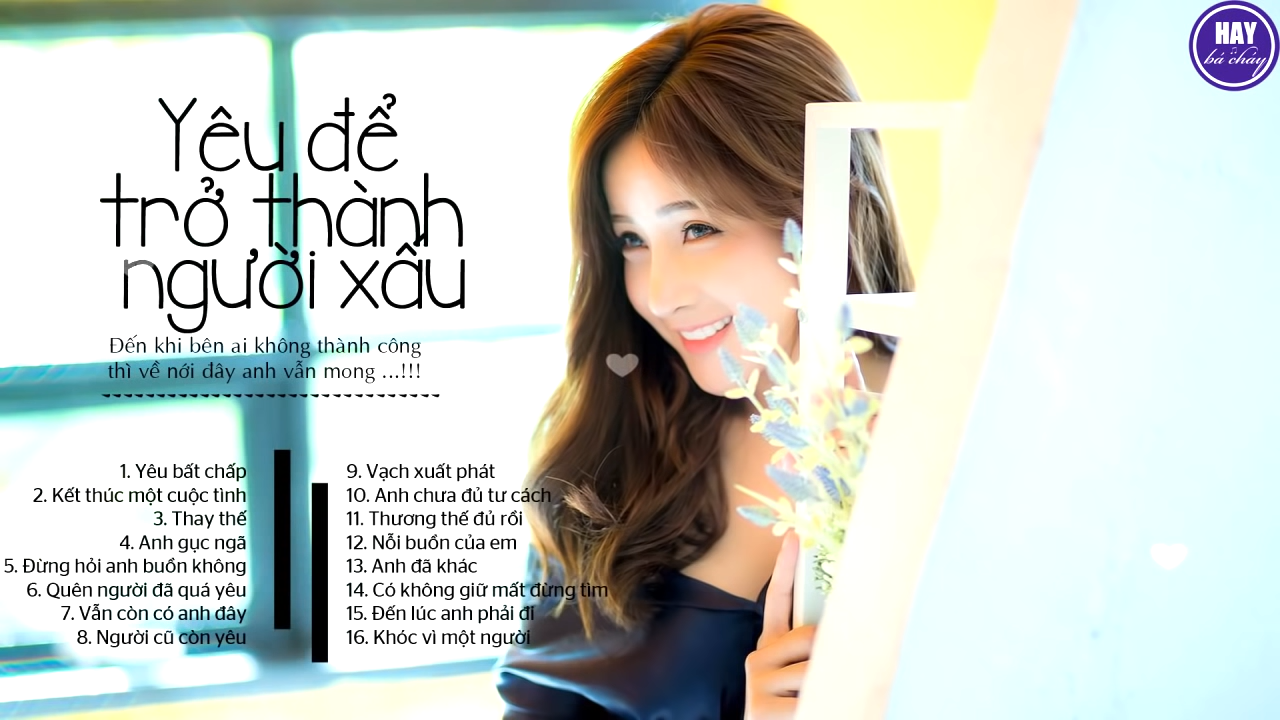 HAY
bá cháy
Yêu để
trở thành
người xấu
Đến khi bên ai không thành công
thì về nới đây anh vẫn mong ...!!!
1. Yêu bất chấp
2. Kết thúc một cuộc tình
3. Thay thế
4. Anh gục ngã
5. Đừng hỏi anh buồn không
6. Quên người đã quá yêu
7. Vẫn còn có anh đây
8. Người cũ còn yêu
9. Vạch xuất phát
10. Anh chưa đủ tư cách
11. Thương thế đủ rồi
12. Nỗi buồn của em
13. Anh đã khác
14. Có không giữ mất đừng tìm
15. Đến lúc anh phải đi
16. Khóc vì một người